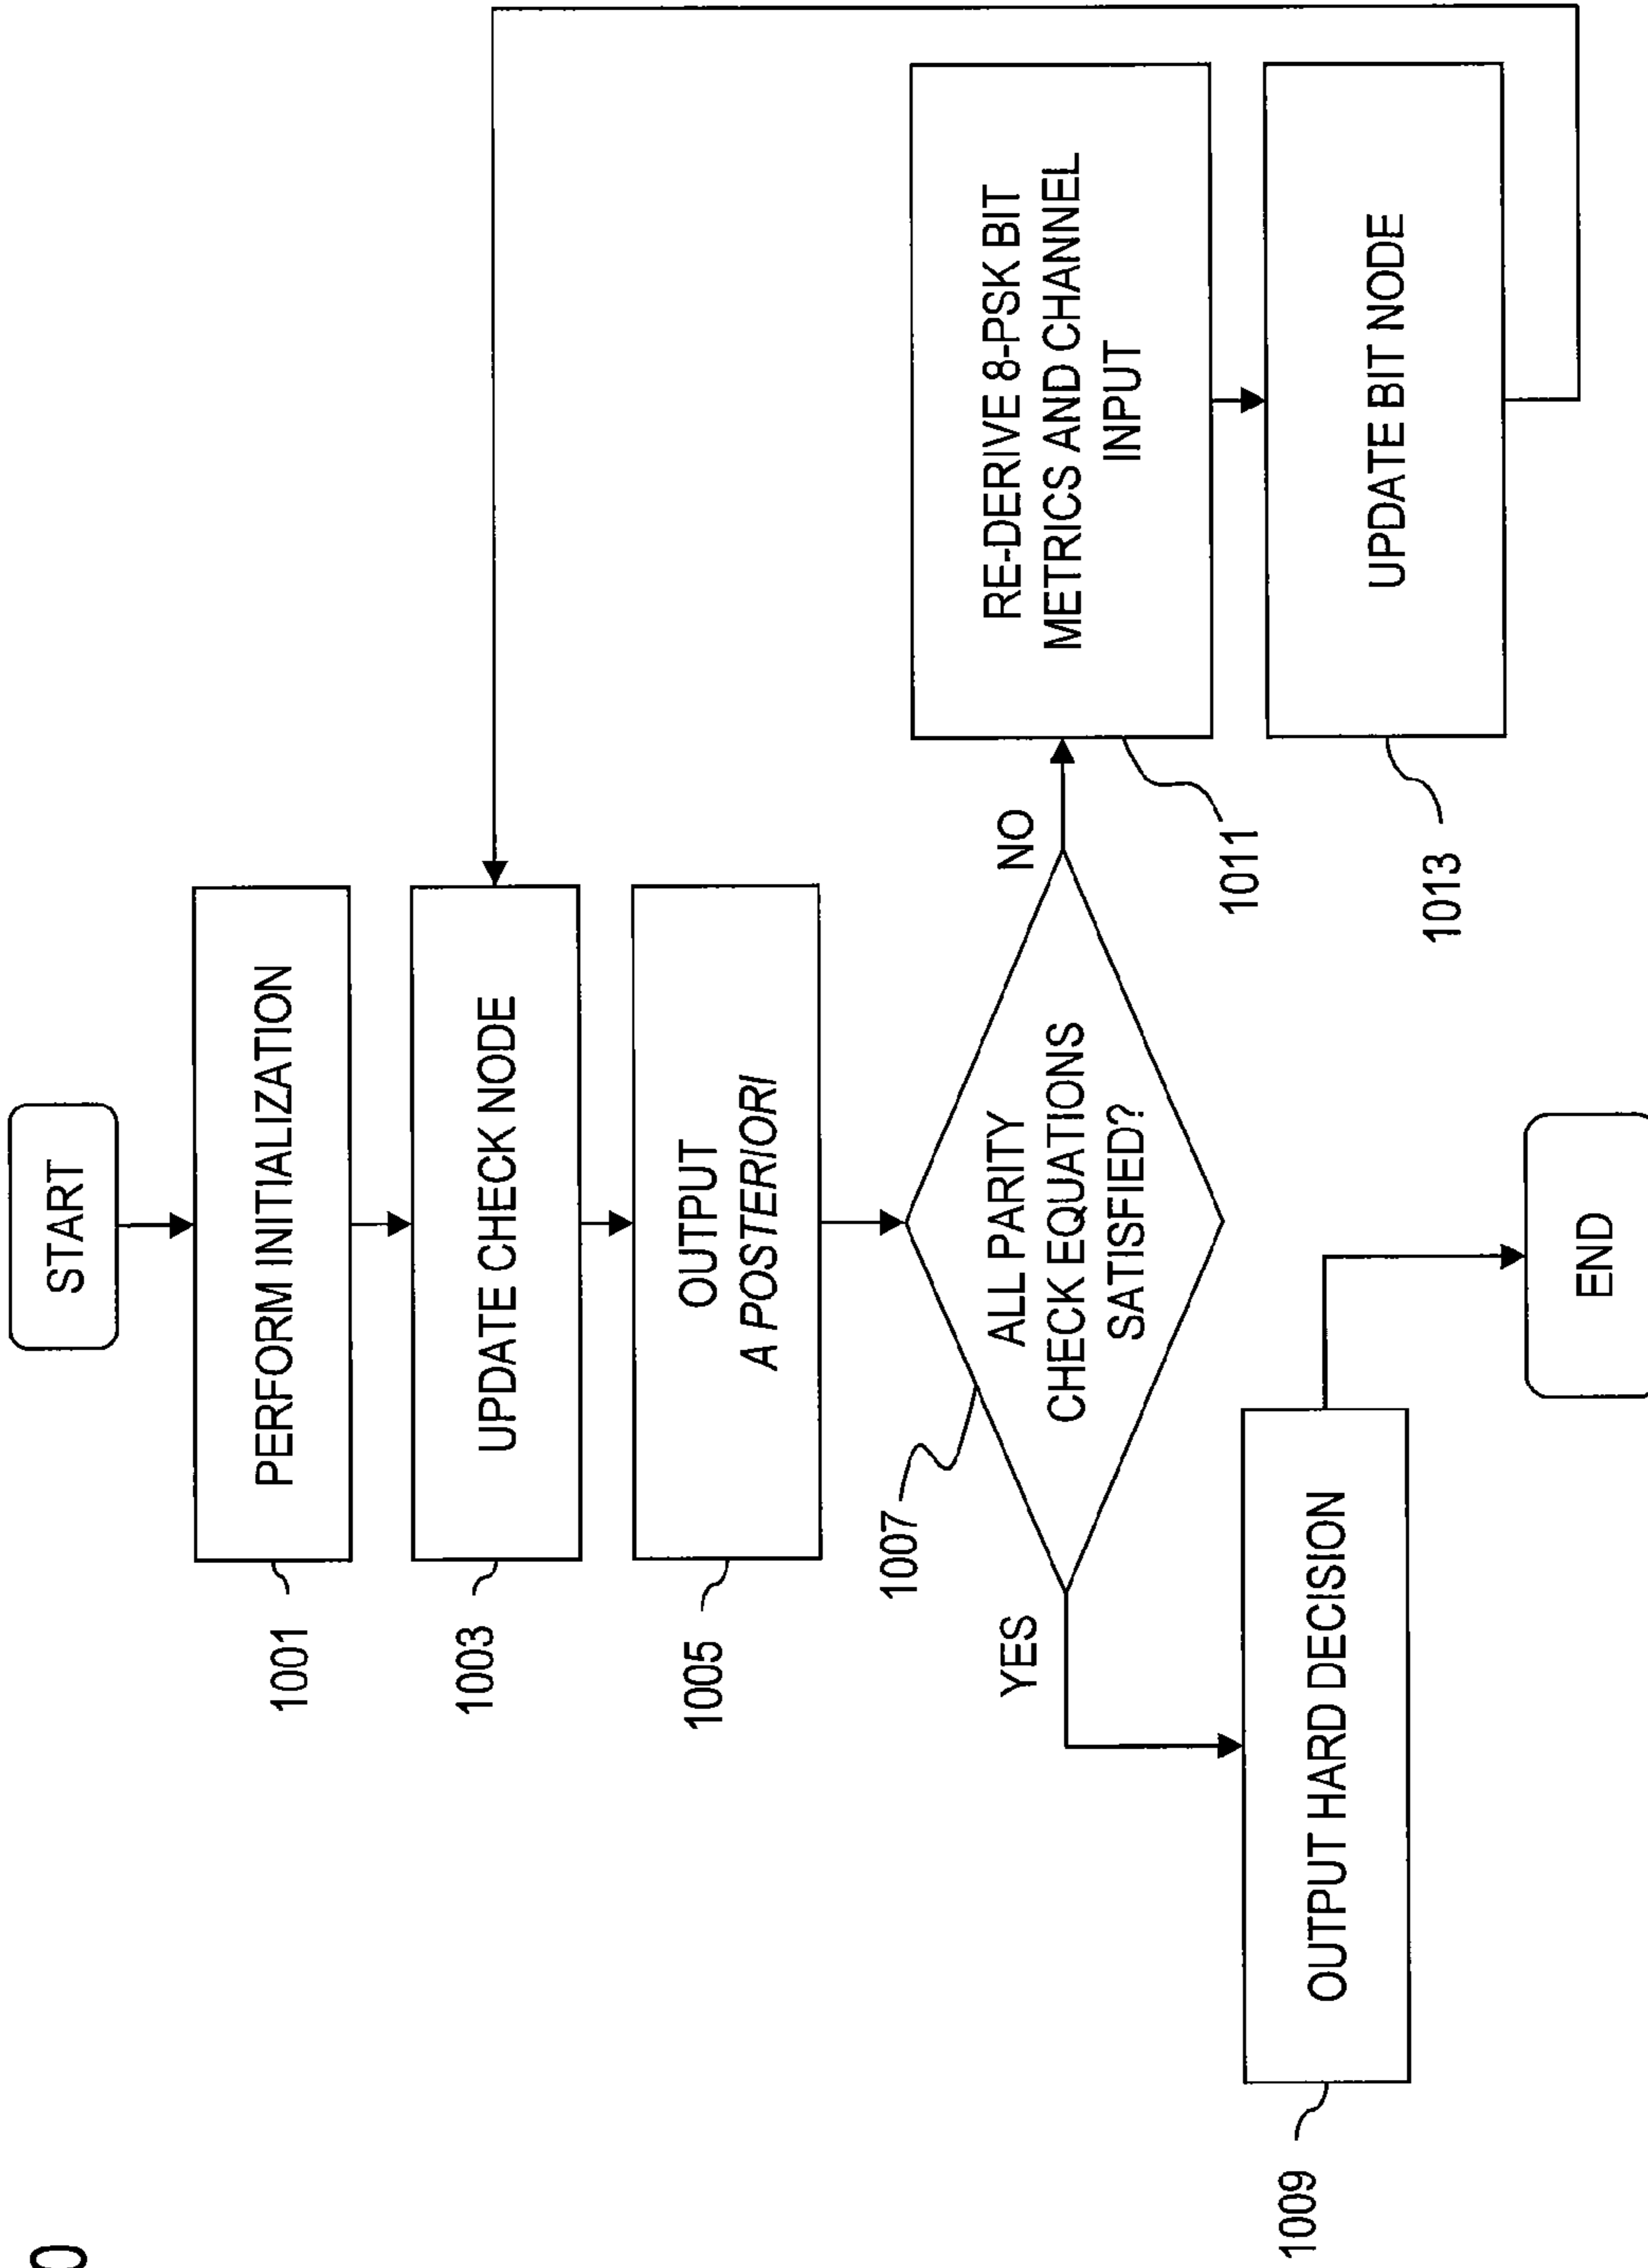 START
PERFORM INITIALIZATION
1001
UPDATE CHECK NODE
1003
OUTPUT
A POSTERIORI
1005
ALL PARITY
CHECK EQUATIONS
SATISFIED?
1007
YES
NO
RE-DERIVE 8-PSK BIT
METRICS AND CHANNEL
INPUT
1011
UPDATE BIT NODE
1013
OUTPUT HARD DECISION
1009
END
0